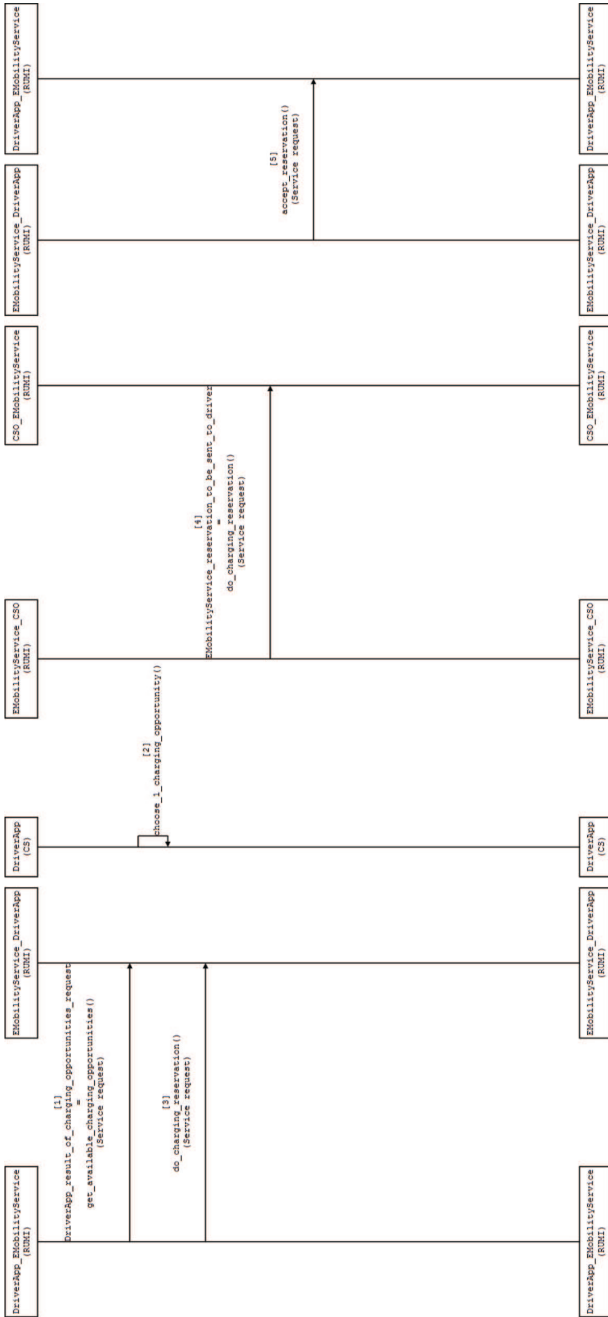 DriverApp_EMobilityService
(RUMI)
EMobilityService_DriverApp
(RUMI)
DriverApp
(CS)
EMobilityService_CSO
(RUMI)
CSO_EMobilityService
(RUMI)
EMobilityService_DriverApp
(RUMI)
DriverApp_EMobilityService
(RUMI)
[1]
DriverApp_result_of_charging_opportunities_request
=
get_available_charging_opportunities()
(Service request)
[2]
choose_1_charging_opportunity()
[3]
do_charging_reservation()
(Service request)
[4]
EMobilityService_reservation_to_be_sent_to_driver
=
do_charging_reservation()
(Service request)
[5]
accept_reservation()
(Service request)
DriverApp_EMobilityService
(RUMI)
EMobilityService_DriverApp
(RUMI)
DriverApp
(CS)
EMobilityService_CSO
(RUMI)
CSO_EMobilityService
(RUMI)
EMobilityService_DriverApp
(RUMI)
DriverApp_EMobilityService
(RUMI)